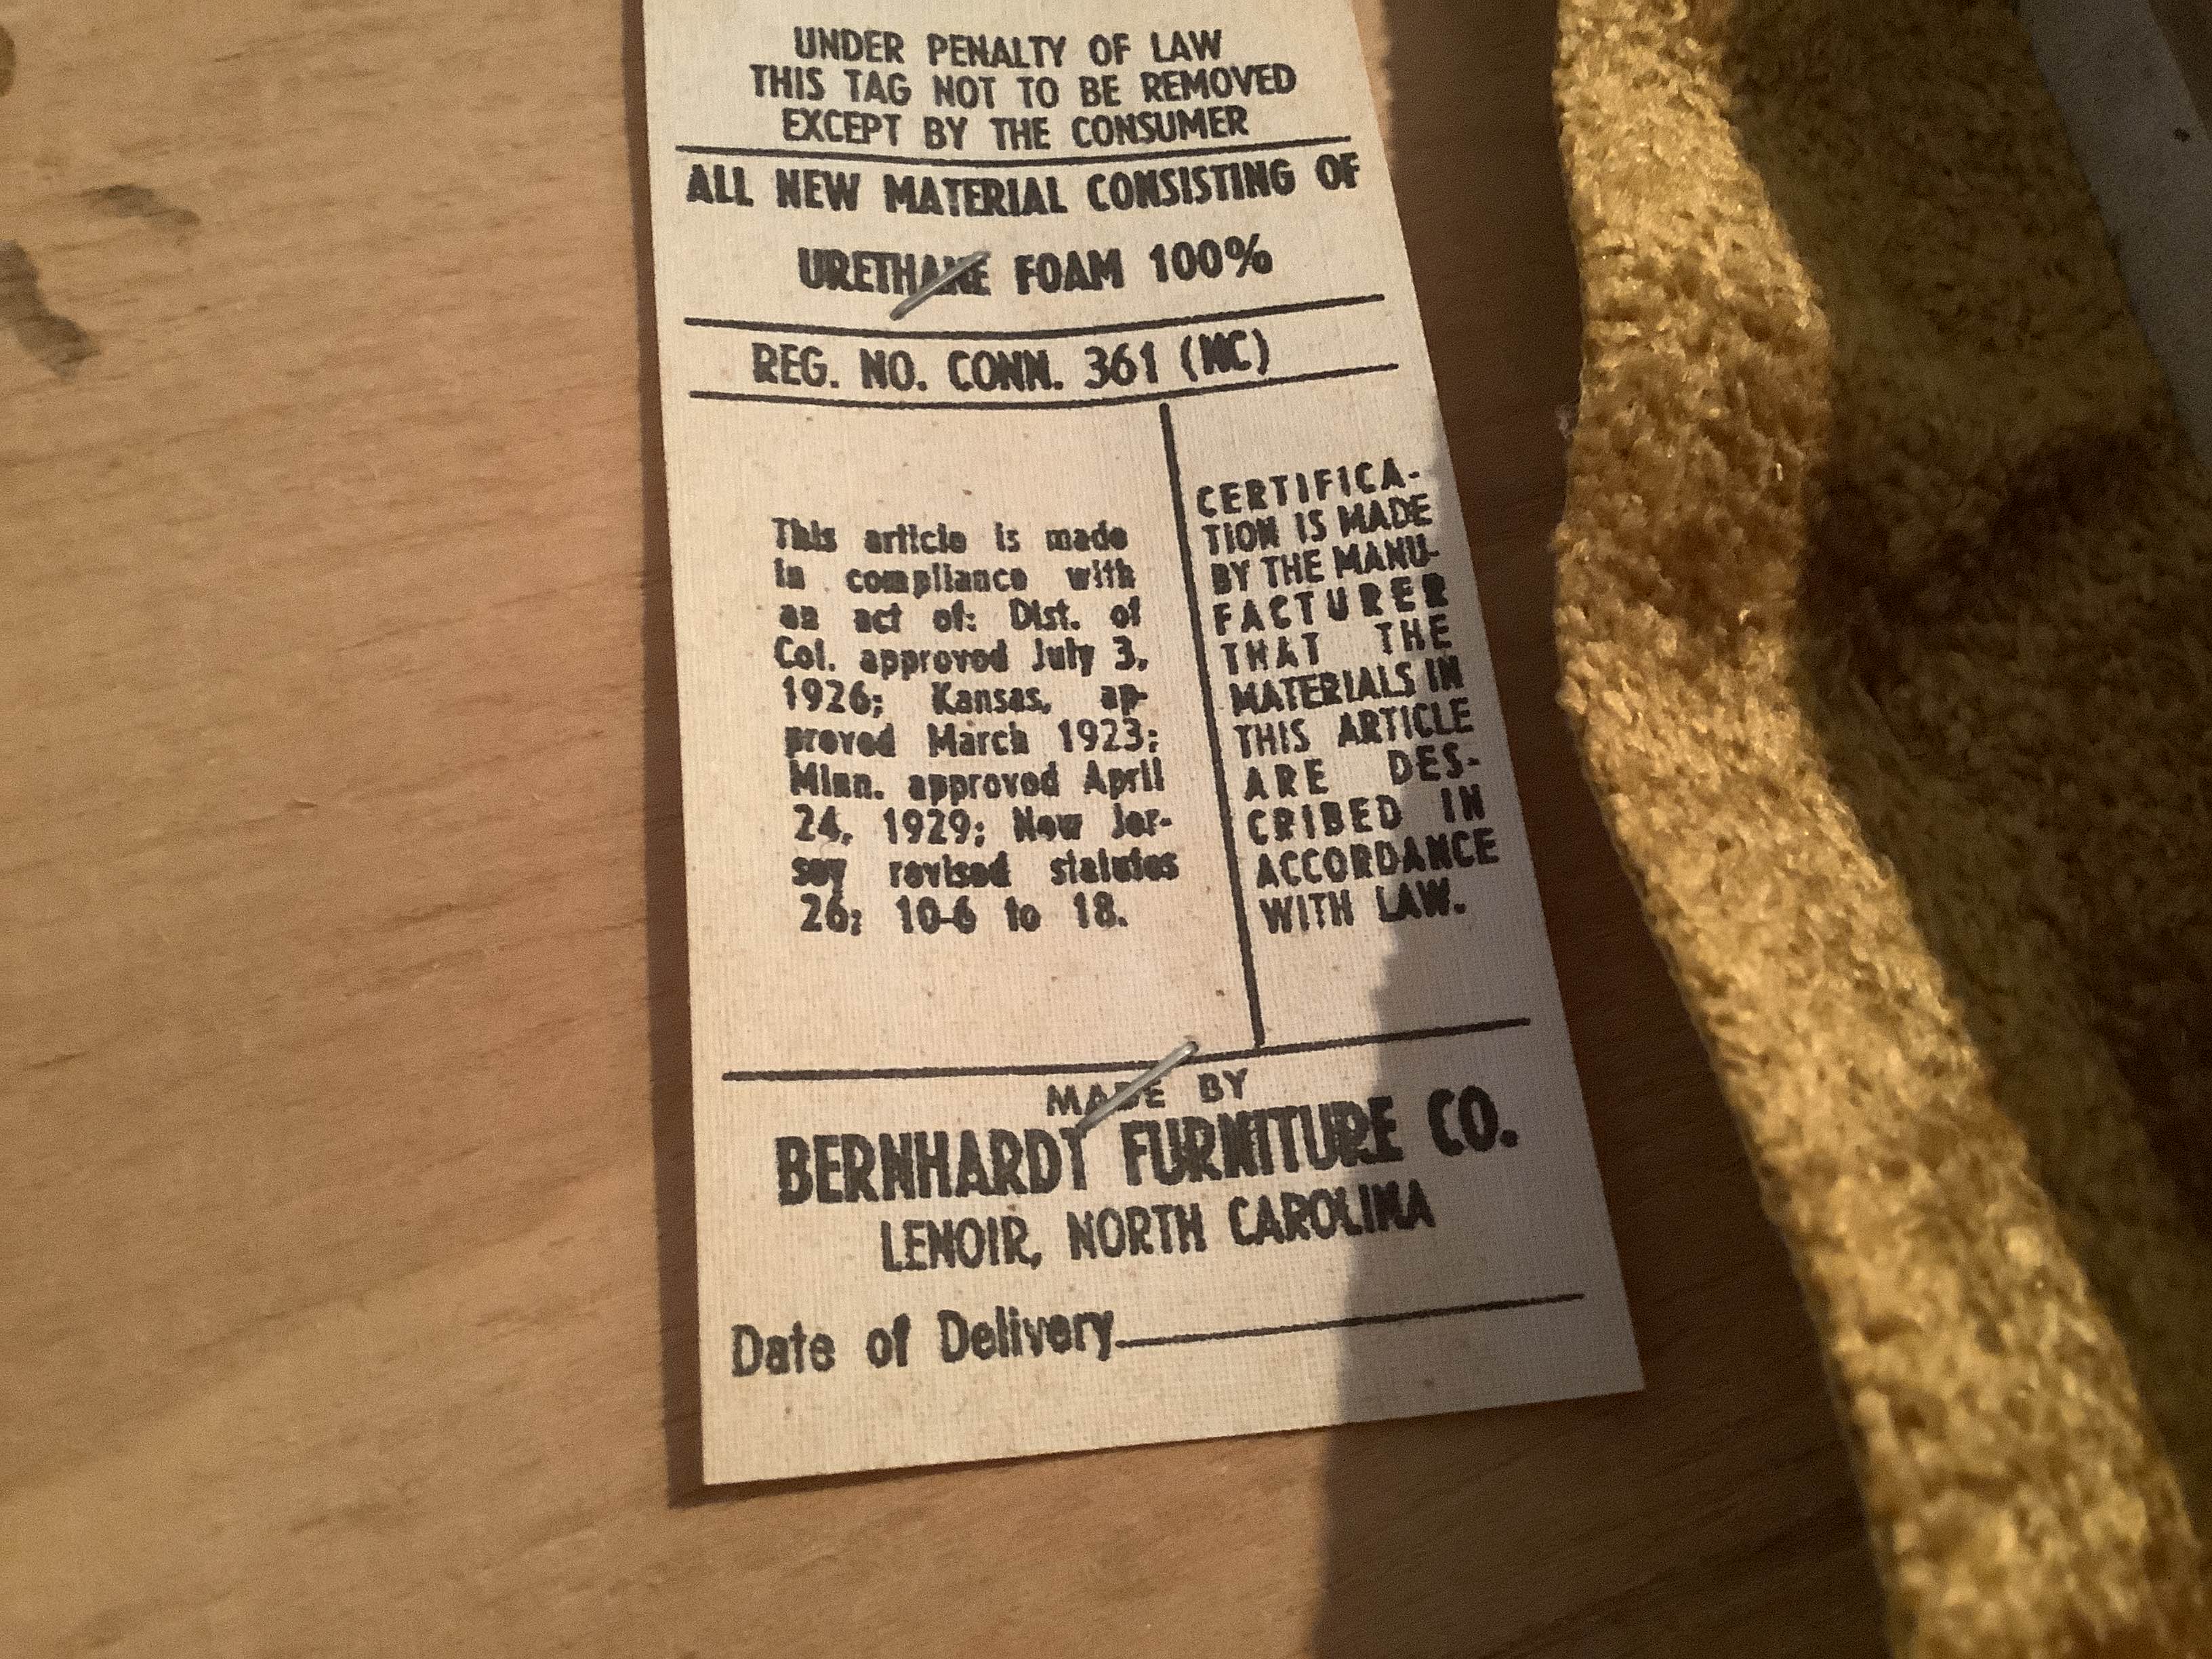 UNDER PENALTY OF LAW
THIS TAG NOT TO BE REMOVED
EXCEPT BY THE CONSUMER
ALL NEW MATERIAL CONSISTING OF
URETHANE FOAM 100%
REG. NO. CONN. 361 (NC)
This article is made
in compliance with
an act of: Dist. of
Col. approved July 3,
1926; Kansas, ap-
proved March 1923;
Minn. approved April
24, 1929; New Jer-
sey revised statutes
26: 10-6 to 18.
CERTIFICA-
TION IS MADE
BY THE MANU-
FACTURER
THAT THE
MATERIALS IN
THIS ARTICLE
ARE DES-
CRIBED IN
ACCORDANCE
WITH LAW.
MADE BY
BERNHARDT FURNITURE CO.
LENOIR, NORTH CAROLINA
Date of Delivery